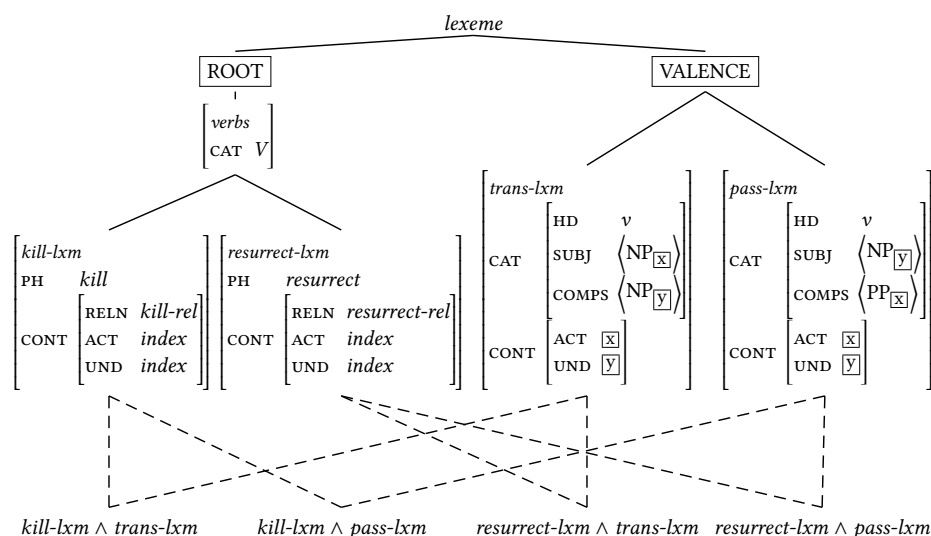 lexeme
ROOT VALENCE
verbs
CAT V
kill-lxm
PH kill
CONT RELN kill-rel
ACT index
UND index
resurrect-lxm
PH resurrect
CONT RELN resurrect-rel
ACT index
UND index
trans-lxm
CAT HD v
SUBJ ⟨NP x⟩
COMPS ⟨NP y⟩
CONT ACT x
UND y
pass-lxm
CAT HD v
SUBJ ⟨NP y⟩
COMPS ⟨PP x⟩
CONT ACT x
UND y
kill-lxm ∧ trans-lxm kill-lxm ∧ pass-lxm resurrect-lxm ∧ trans-lxm resurrect-lxm ∧ pass-lxm